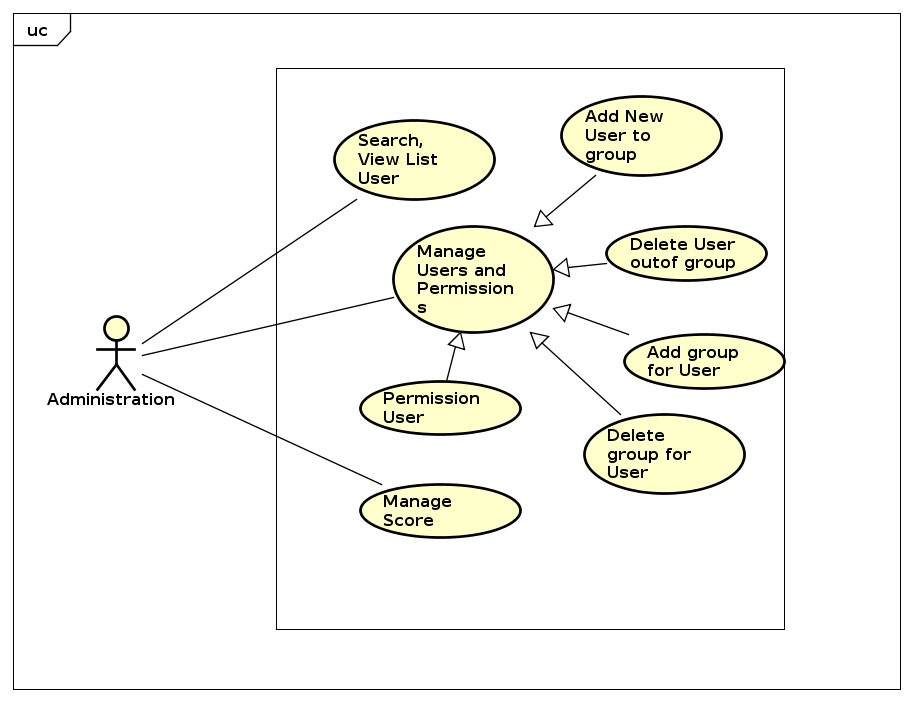 uc
Search,
View List
User
Add New
User to
group
Manage
Users and
Permission
s
Delete User
outof group
Add group
for User
Permission
User
Administration
Delete
group for
User
Manage
Score